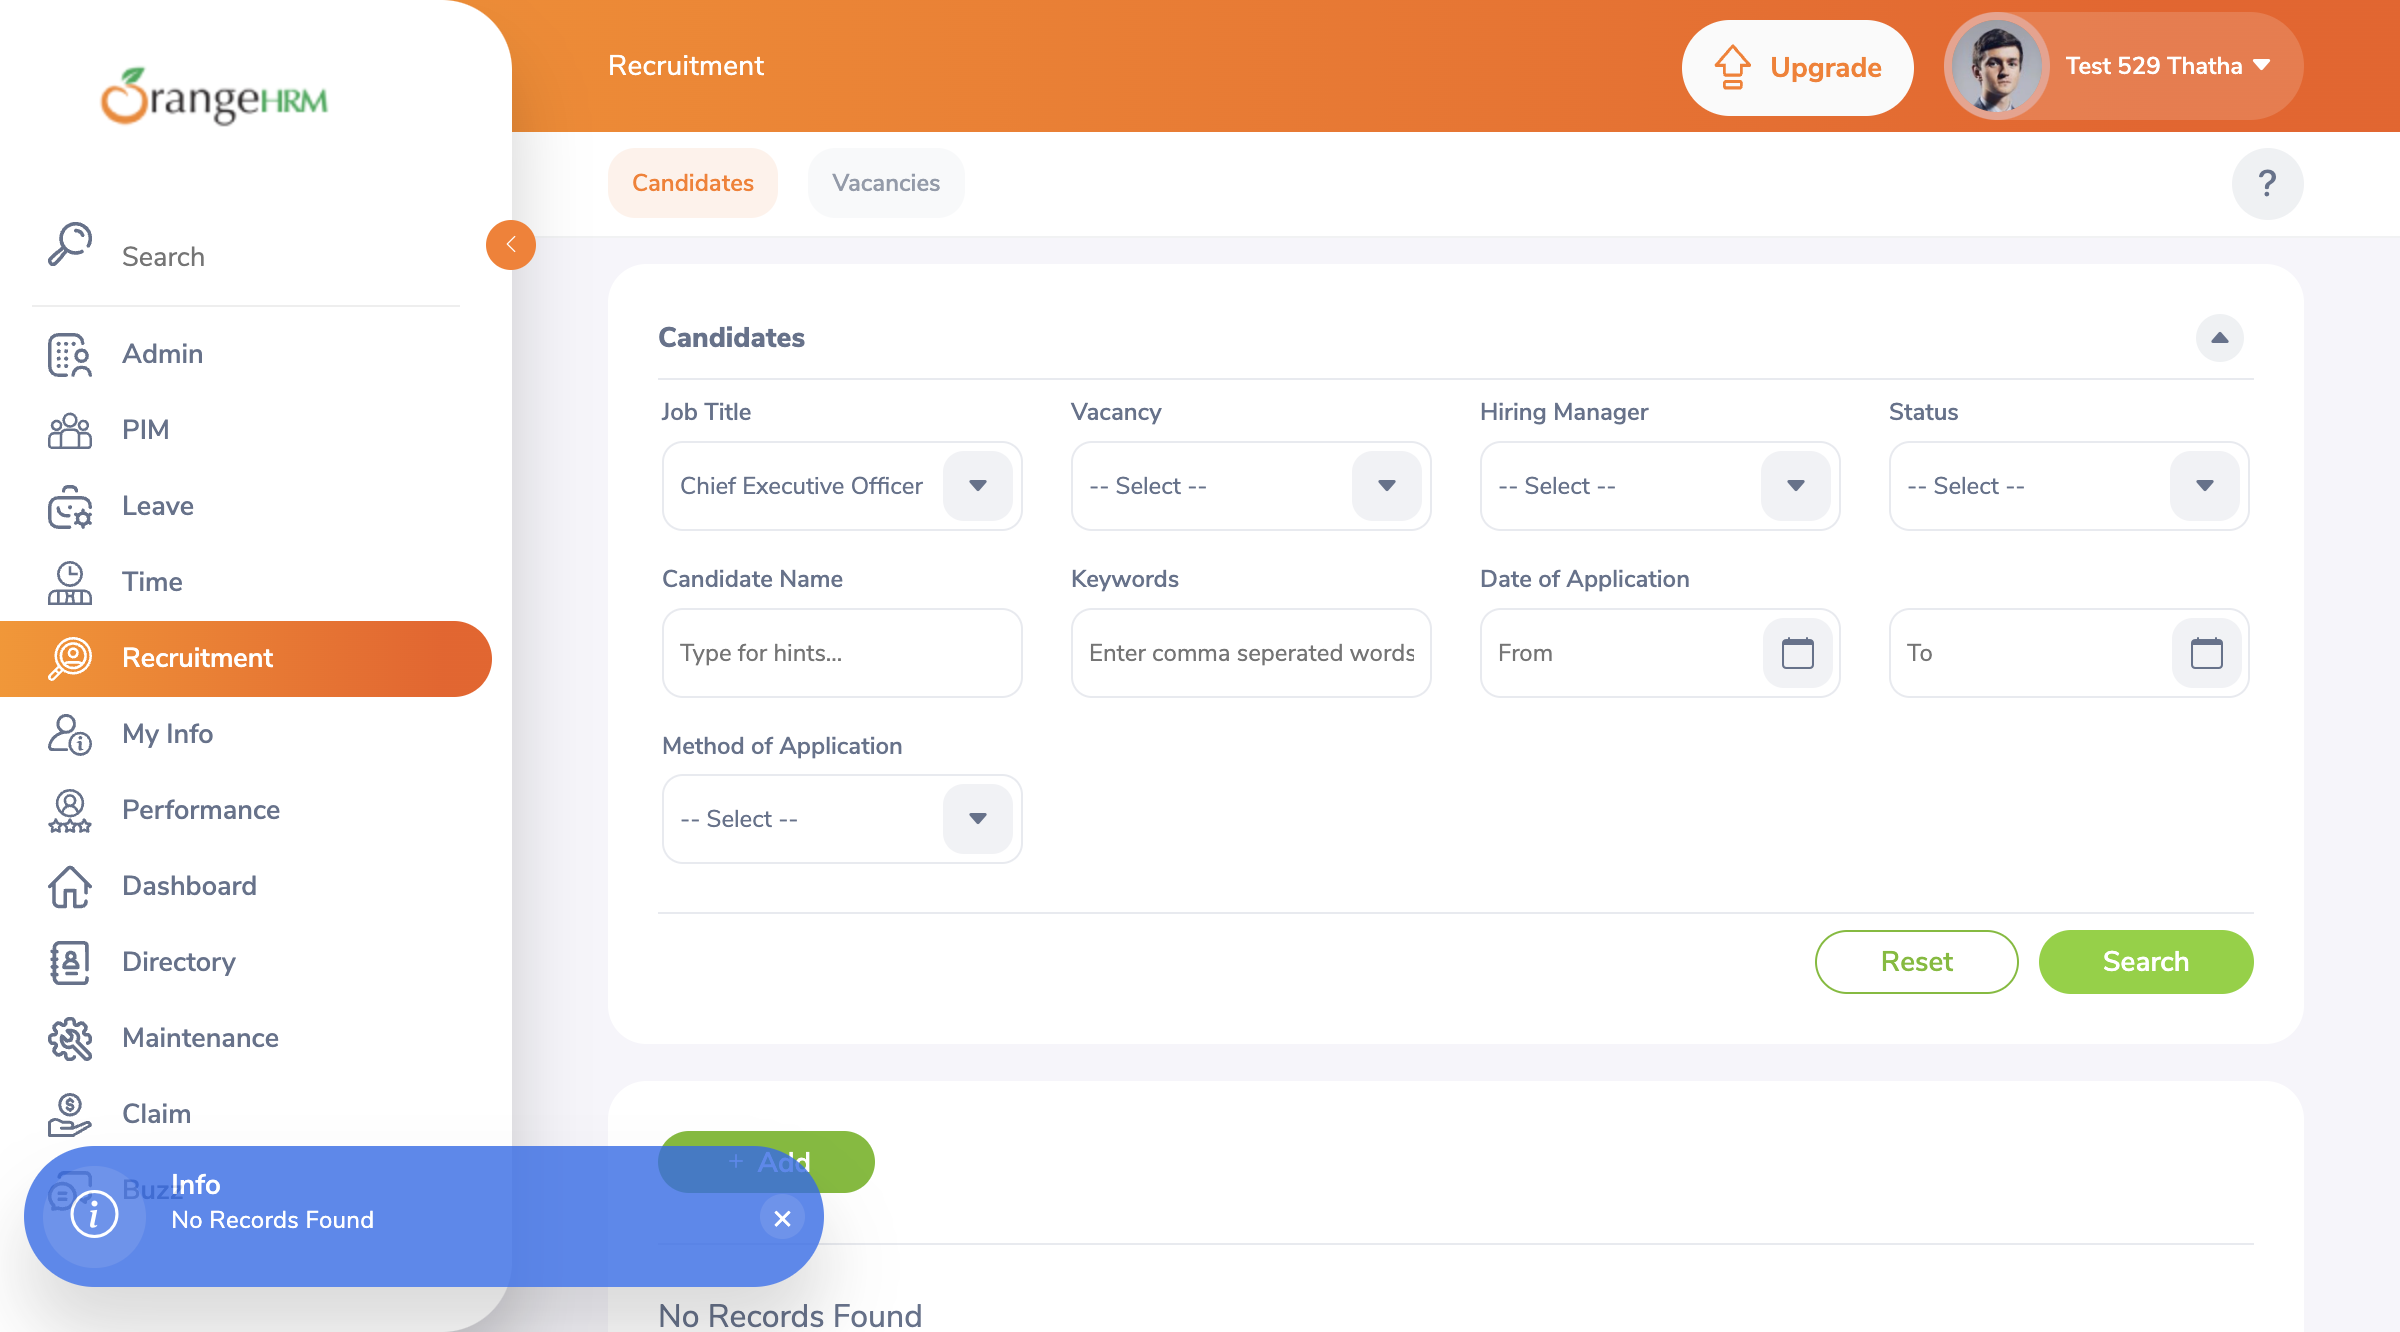 OrangeHRM
Recruitment
Upgrade
Test 529 Thatha
Candidates
Vacancies
?
Search
Admin
PIM
Leave
Time
Recruitment
My Info
Performance
Dashboard
Directory
Maintenance
Claim
Buzz
Candidates
Job Title
Vacancy
Hiring Manager
Status
Chief Executive Officer
-- Select --
-- Select --
-- Select --
Candidate Name
Keywords
Date of Application
Type for hints...
Enter comma seperated words
From
To
Method of Application
-- Select --
Reset
Search
+ Add
Info
No Records Found
No Records Found